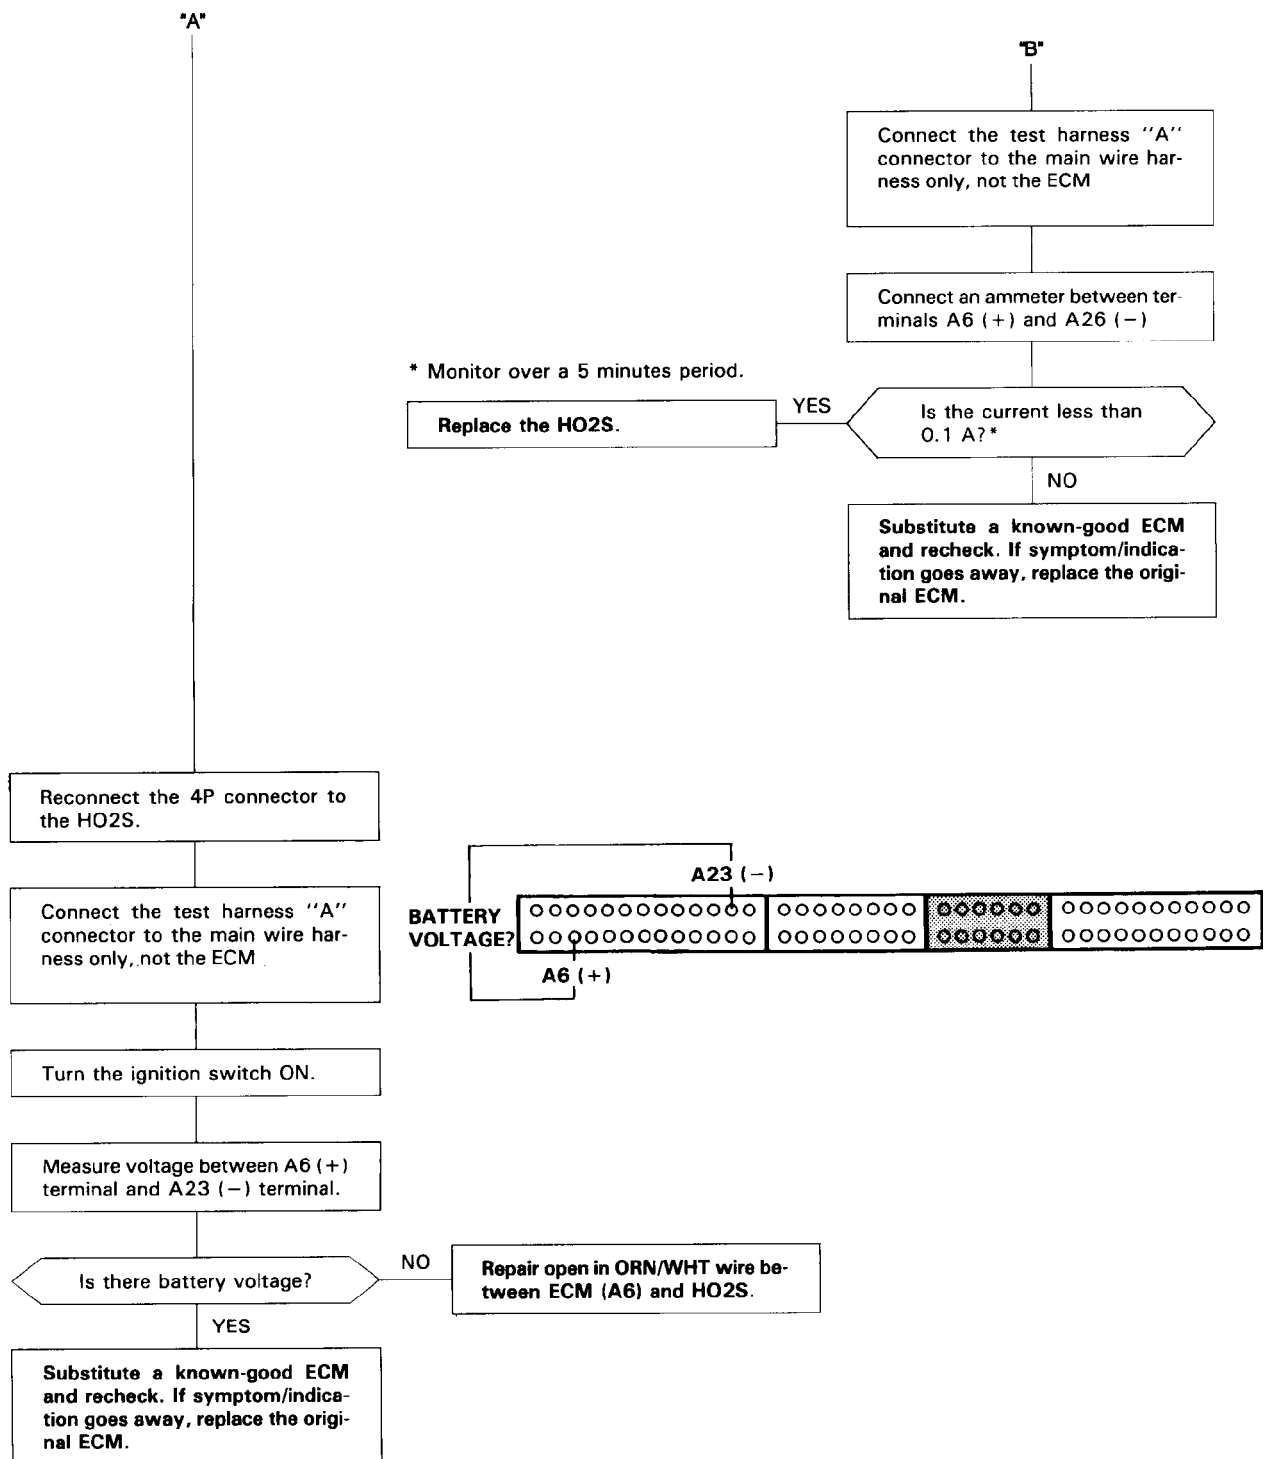 "A"
"B"
Connect the test harness "A"
connector to the main wire har-
ness only, not the ECM
Connect an ammeter between ter-
minals A6 (+) and A26 (−)
* Monitor over a 5 minutes period.
Replace the HO2S.
YES
Is the current less than
0.1 A?*
NO
Substitute a known-good ECM
and recheck. If symptom/indica-
tion goes away, replace the origi-
nal ECM.
Reconnect the 4P connector to
the HO2S.
Connect the test harness "A"
connector to the main wire har-
ness only, not the ECM
A23 (−)
BATTERY
VOLTAGE?
A6 (+)
Turn the ignition switch ON.
Measure voltage between A6 (+)
terminal and A23 (−) terminal.
Is there battery voltage?
NO
Repair open in ORN/WHT wire be-
tween ECM (A6) and HO2S.
YES
Substitute a known-good ECM
and recheck. If symptom/indica-
tion goes away, replace the origi-
nal ECM.